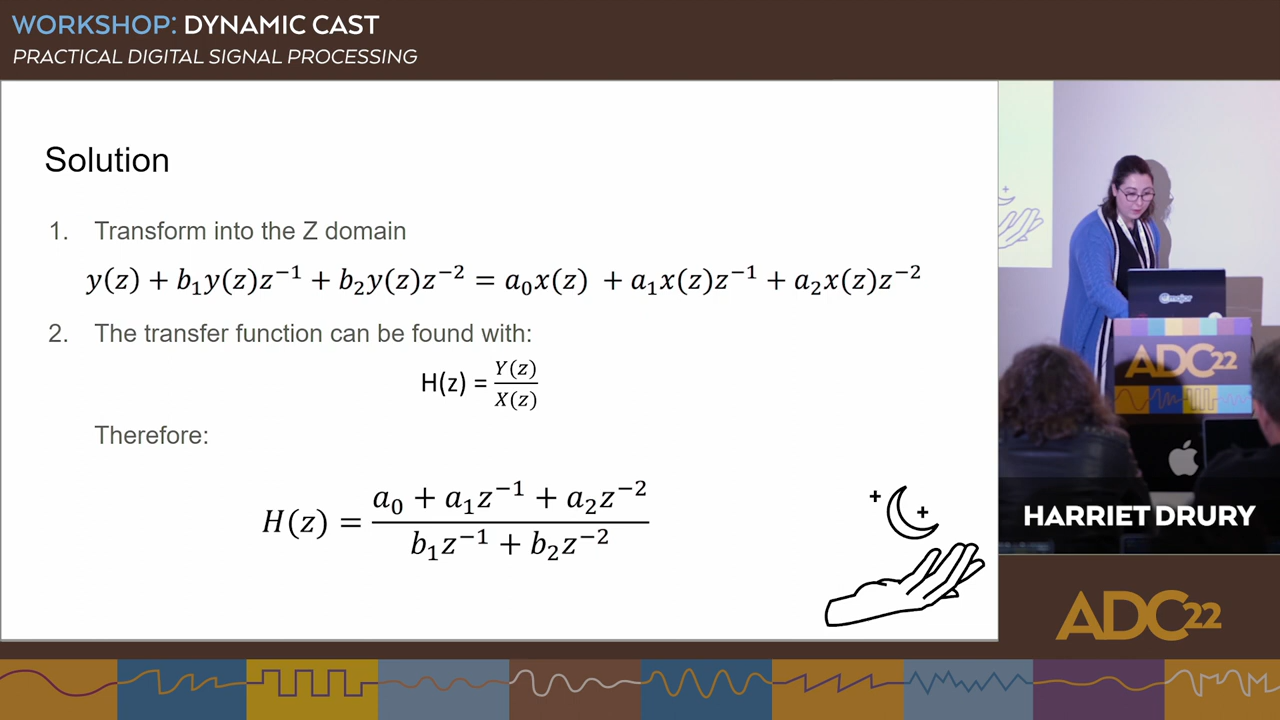 WORKSHOP: DYNAMIC CAST
PRACTICAL DIGITAL SIGNAL PROCESSING
Solution
1. Transform into the Z domain
y(z) + b₁y(z)z⁻¹ + b₂y(z)z⁻² = a₀x(z) + a₁x(z)z⁻¹ + a₂x(z)z⁻²
2. The transfer function can be found with:
H(z) = Y(z)/X(z)
Therefore:
H(z) = (a₀ + a₁z⁻¹ + a₂z⁻²)/(b₁z⁻¹ + b₂z⁻²)
ADC22
HARRIET DRURY
ADC22